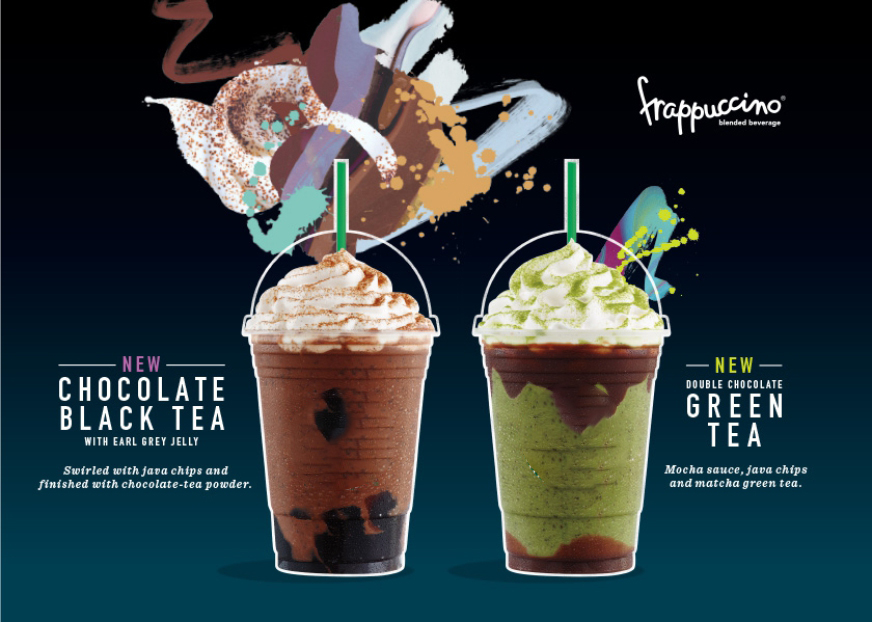 frappuccino®
blended beverage
NEW
CHOCOLATE
BLACK TEA
WITH EARL GREY JELLY
Swirled with java chips and
finished with chocolate-tea powder.
NEW
DOUBLE CHOCOLATE
GREEN
TEA
Mocha sauce, java chips
and matcha green tea.